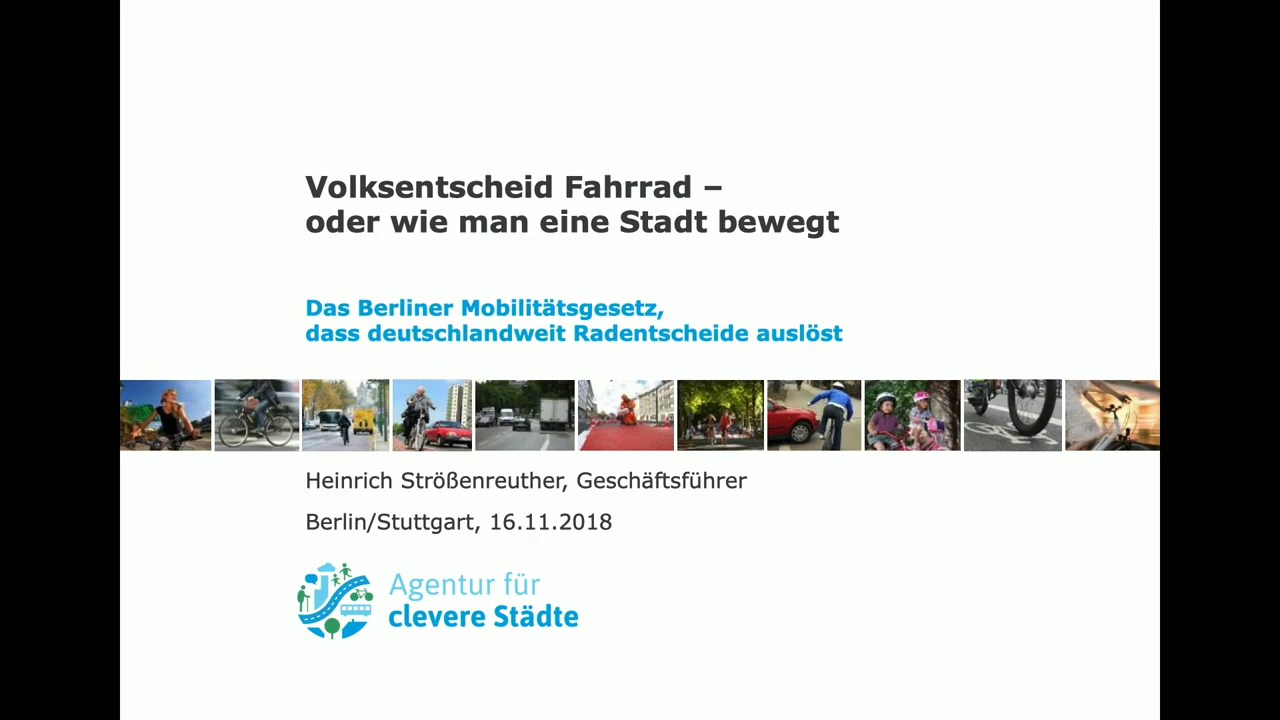 Volksentscheid Fahrrad –
oder wie man eine Stadt bewegt
Das Berliner Mobilitätsgesetz,
dass deutschlandweit Radentscheide auslöst
Heinrich Strößenreuther, Geschäftsführer
Berlin/Stuttgart, 16.11.2018
Agentur für
clevere Städte